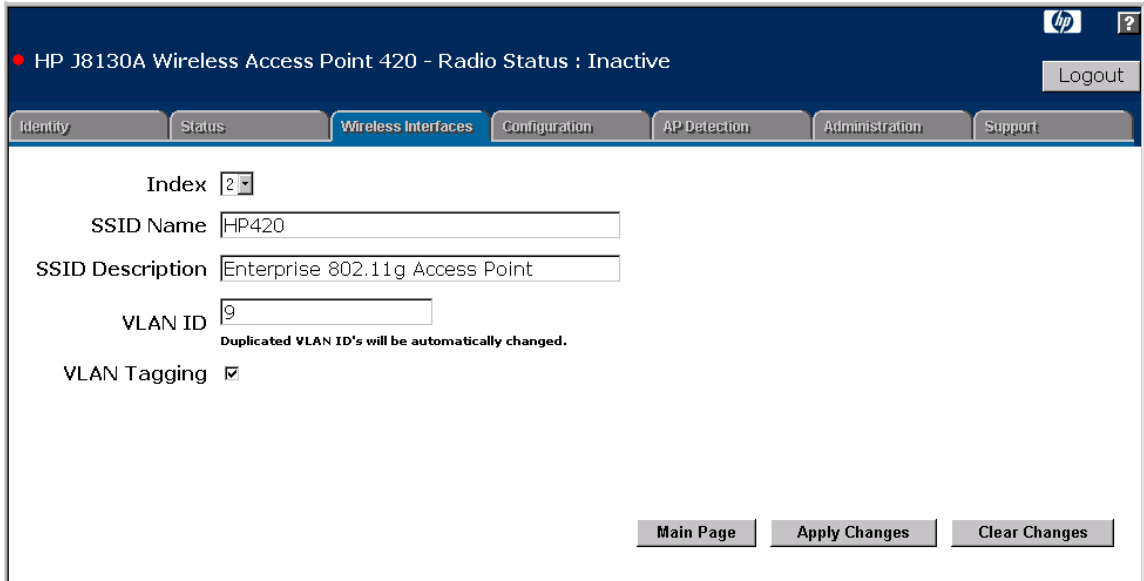 hp
?
HP J8130A Wireless Access Point 420 - Radio Status : Inactive
Logout
Identity Status Wireless Interfaces Configuration AP Detection Administration Support
Index 2
SSID Name HP420
SSID Description Enterprise 802.11g Access Point
VLAN ID 9
Duplicated VLAN ID's will be automatically changed.
VLAN Tagging
Main Page Apply Changes Clear Changes